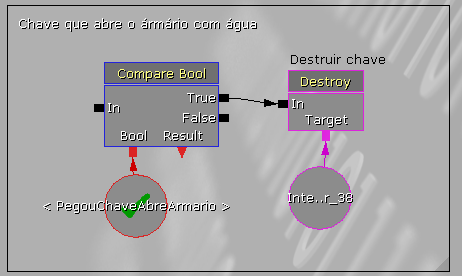 Chave que abre o ármário com água
Destruir chave
Compare Bool
Destroy
In
True
In
False
Target
Bool
Result
< PegouChaveAbreArmario >
Inte..r_38